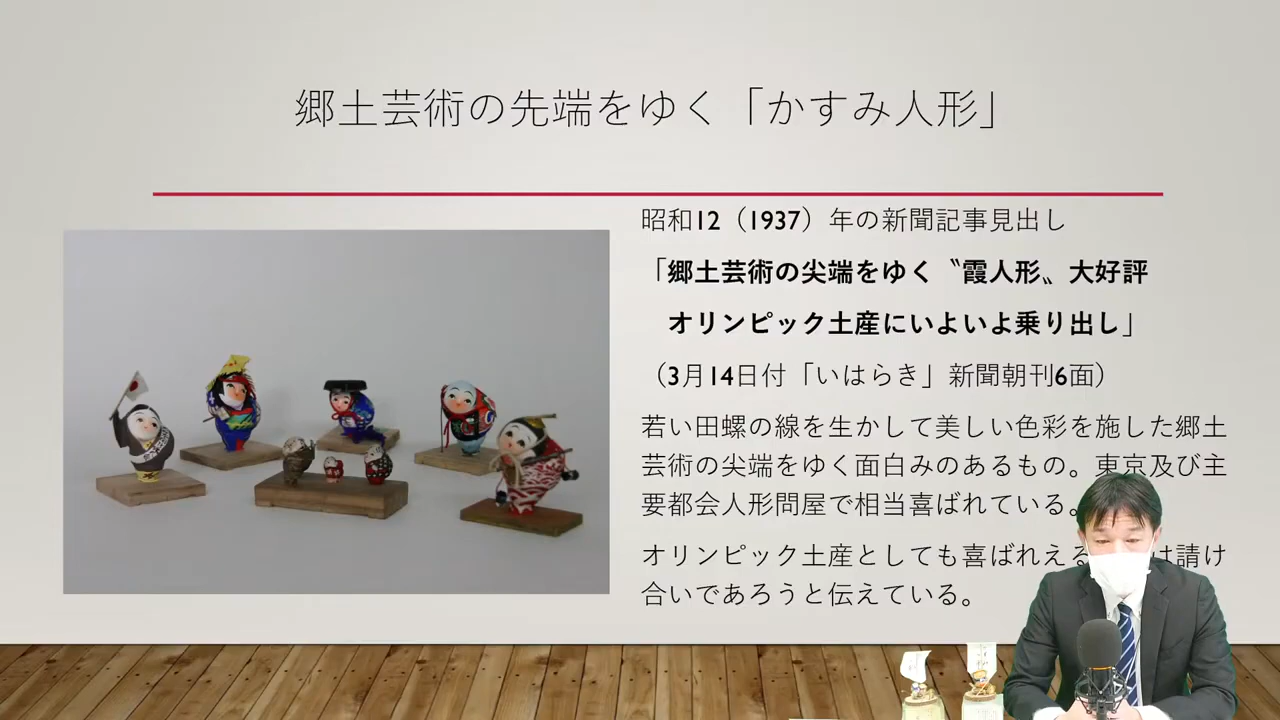 郷土芸術の先端をゆく「かすみ人形」
昭和12（1937）年の新聞記事見出し
「郷土芸術の尖端をゆく〝霞人形〟大好評
オリンピック土産にいよいよ乗り出し」
（3月14日付「いはらき」新聞朝刊6面）
若い田螺の線を生かして美しい色彩を施した郷土
芸術の尖端をゆく面白みのあるもの。東京及び主
要都会人形問屋で相当喜ばれている。
オリンピック土産としても喜ばれえる は請け
合いであろうと伝えている。